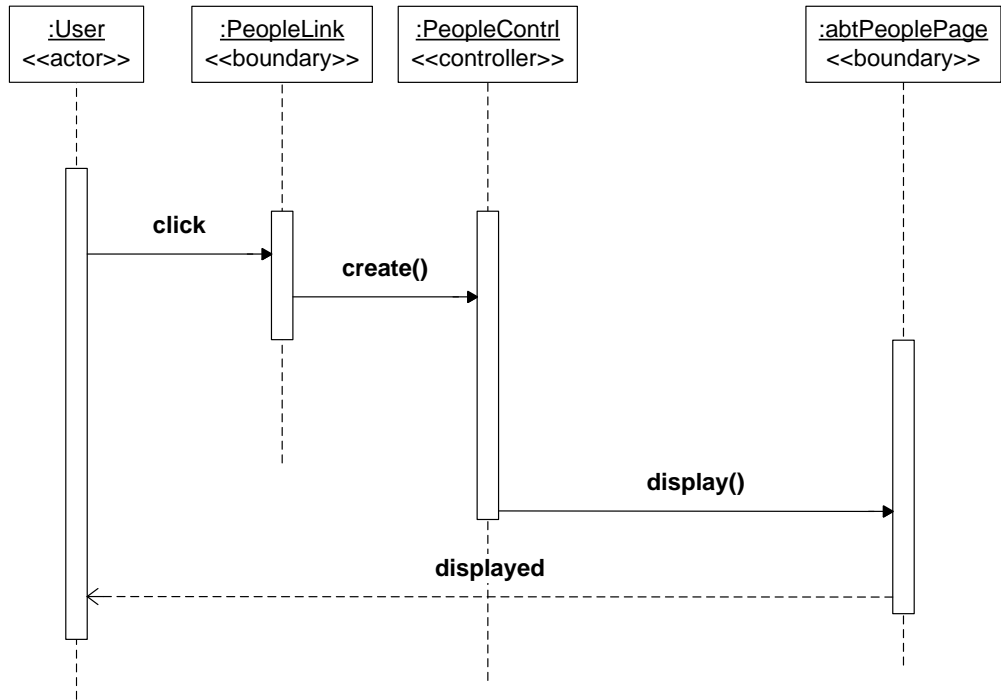 :User
<<actor>>
:PeopleLink
<<boundary>>
:PeopleContrl
<<controller>>
:abtPeoplePage
<<boundary>>
click
create()
display()
displayed